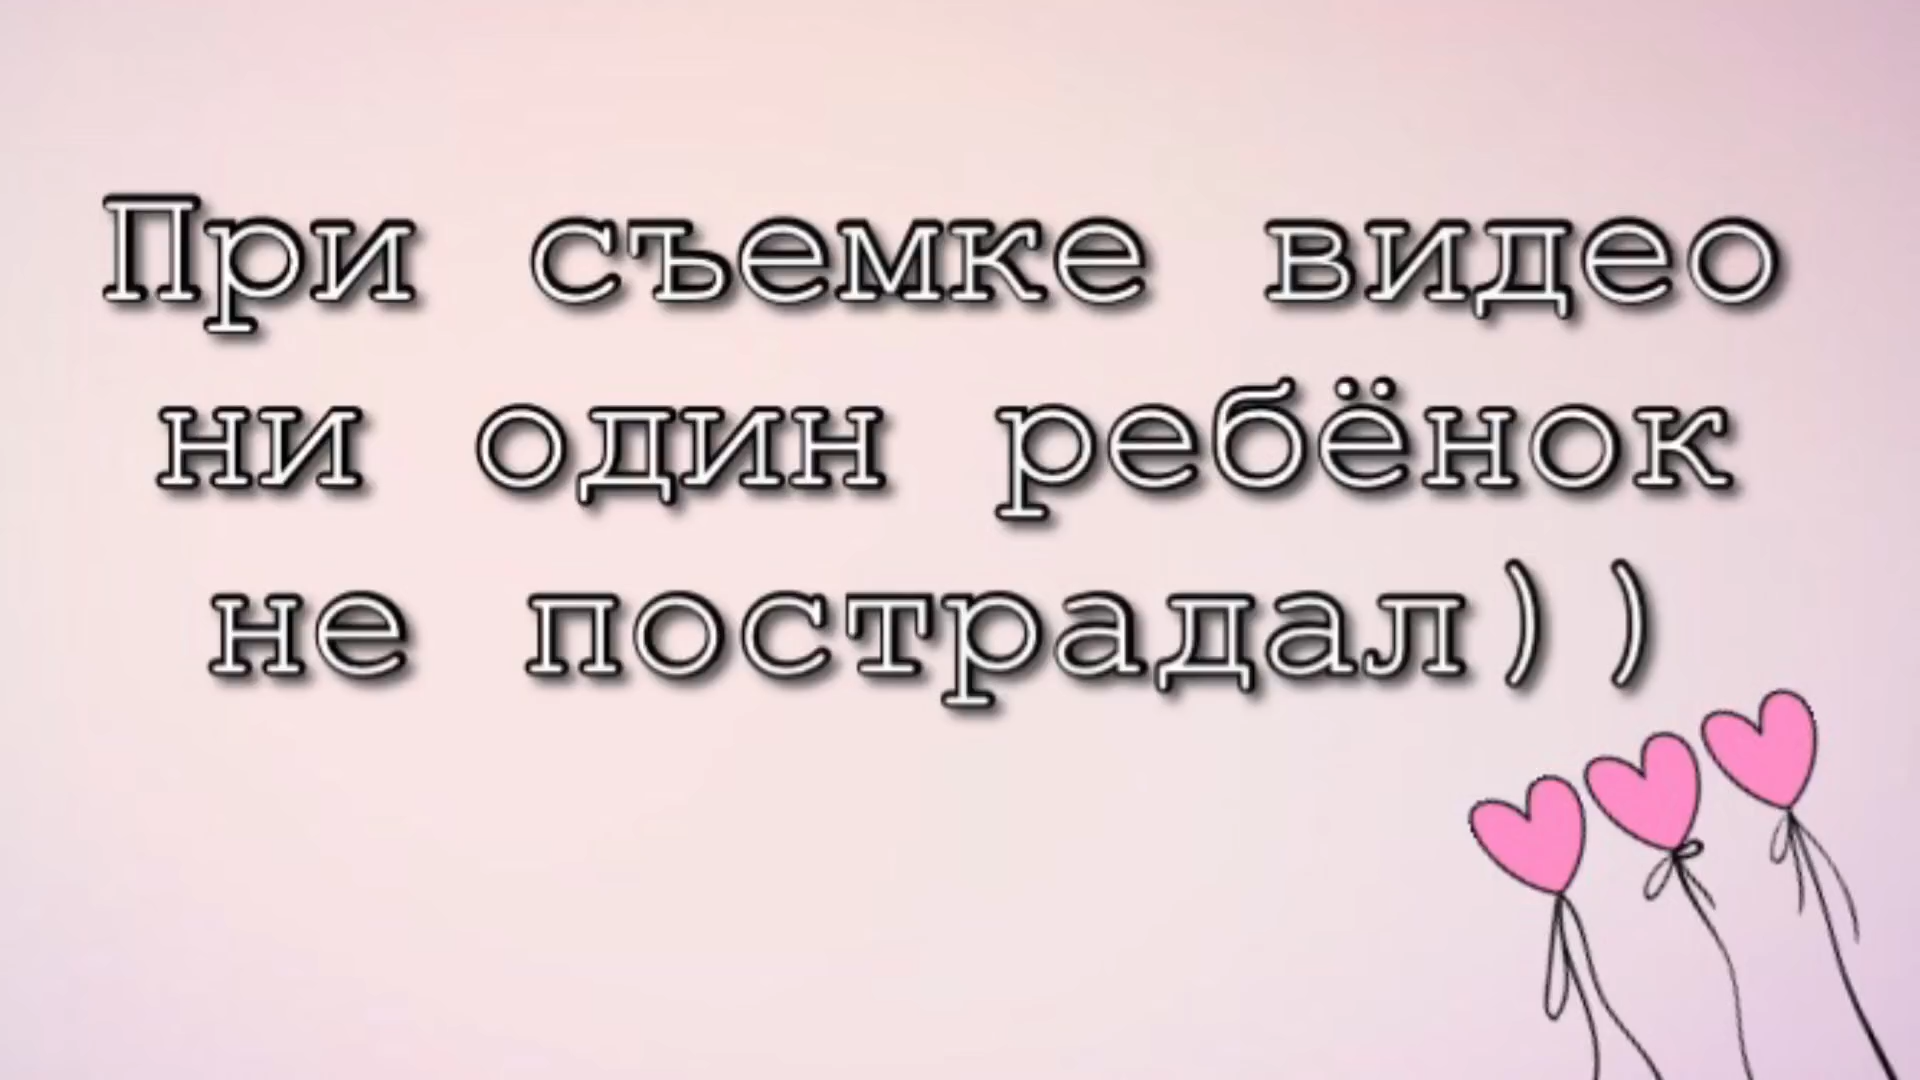 При съемке видео
ни один ребёнок
не пострадал))